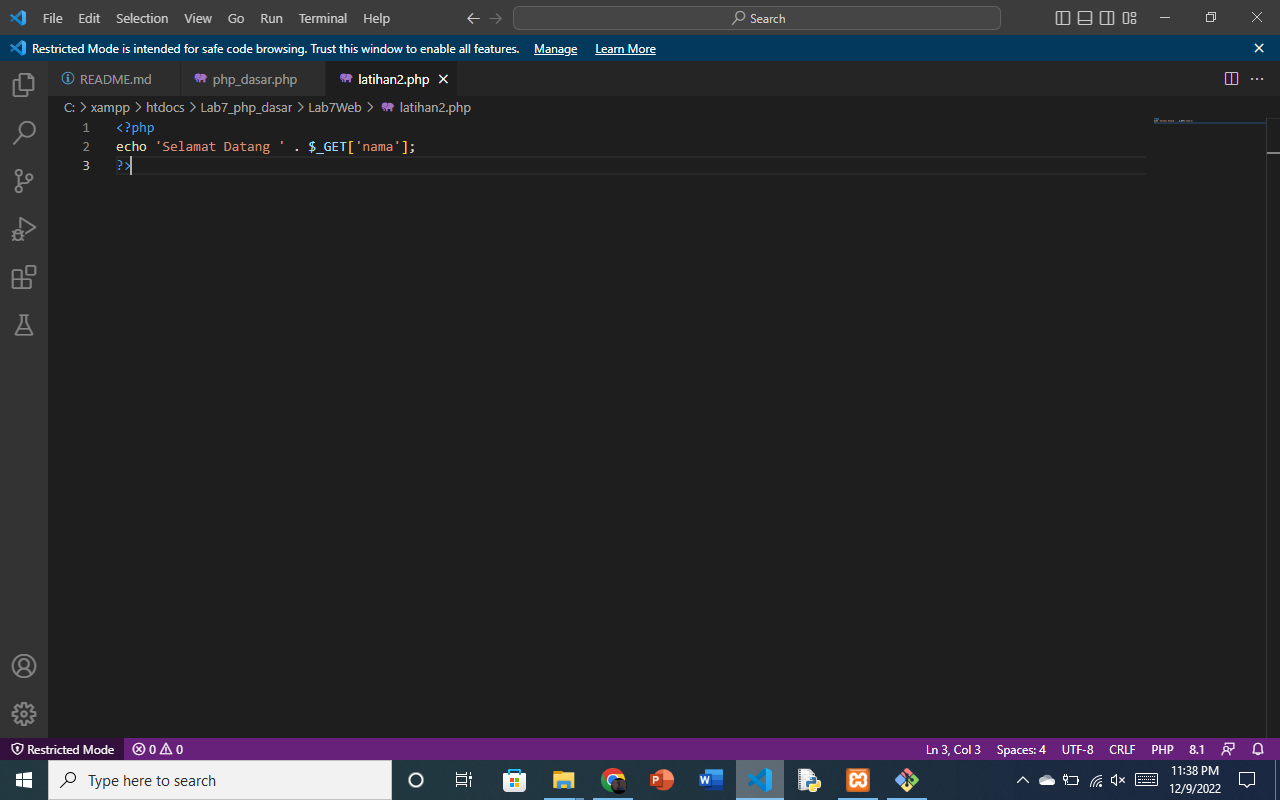 File Edit Selection View Go Run Terminal Help Search
Restricted Mode is intended for safe code browsing. Trust this window to enable all features. Manage Learn More
README.md php_dasar.php latihan2.php
C: > xampp > htdocs > Lab7_php_dasar > Lab7Web > latihan2.php
1 <?php
2 echo 'Selamat Datang ' . $_GET['nama'];
3 ?>
Restricted Mode 0 0 Ln 3, Col 3 Spaces: 4 UTF-8 CRLF PHP 8.1
Type here to search 11:38 PM
12/9/2022